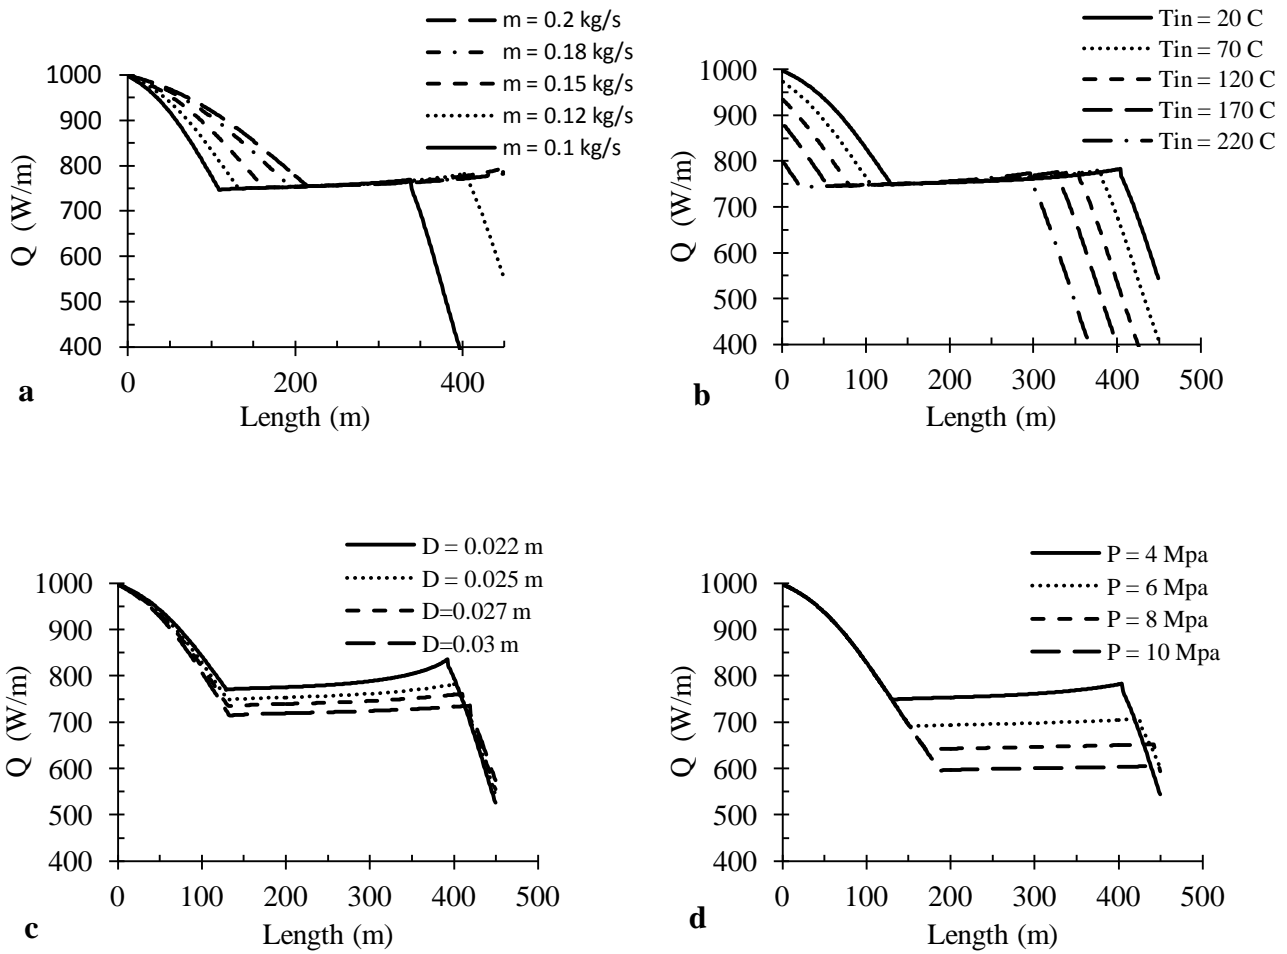 m = 0.2 kg/s
m = 0.18 kg/s
m = 0.15 kg/s
m = 0.12 kg/s
m = 0.1 kg/s
1000
900
800
700
600
500
400
Q (W/m)
0
200
400
Length (m)
a
Tin = 20 C
Tin = 70 C
Tin = 120 C
Tin = 170 C
Tin = 220 C
1000
900
800
700
600
500
400
Q (W/m)
0
100
200
300
400
500
Length (m)
b
D = 0.022 m
D = 0.025 m
D=0.027 m
D=0.03 m
1000
900
800
700
600
500
400
Q (W/m)
0
100
200
300
400
500
Length (m)
c
P = 4 Mpa
P = 6 Mpa
P = 8 Mpa
P = 10 Mpa
1000
900
800
700
600
500
400
Q (W/m)
0
100
200
300
400
500
Length (m)
d